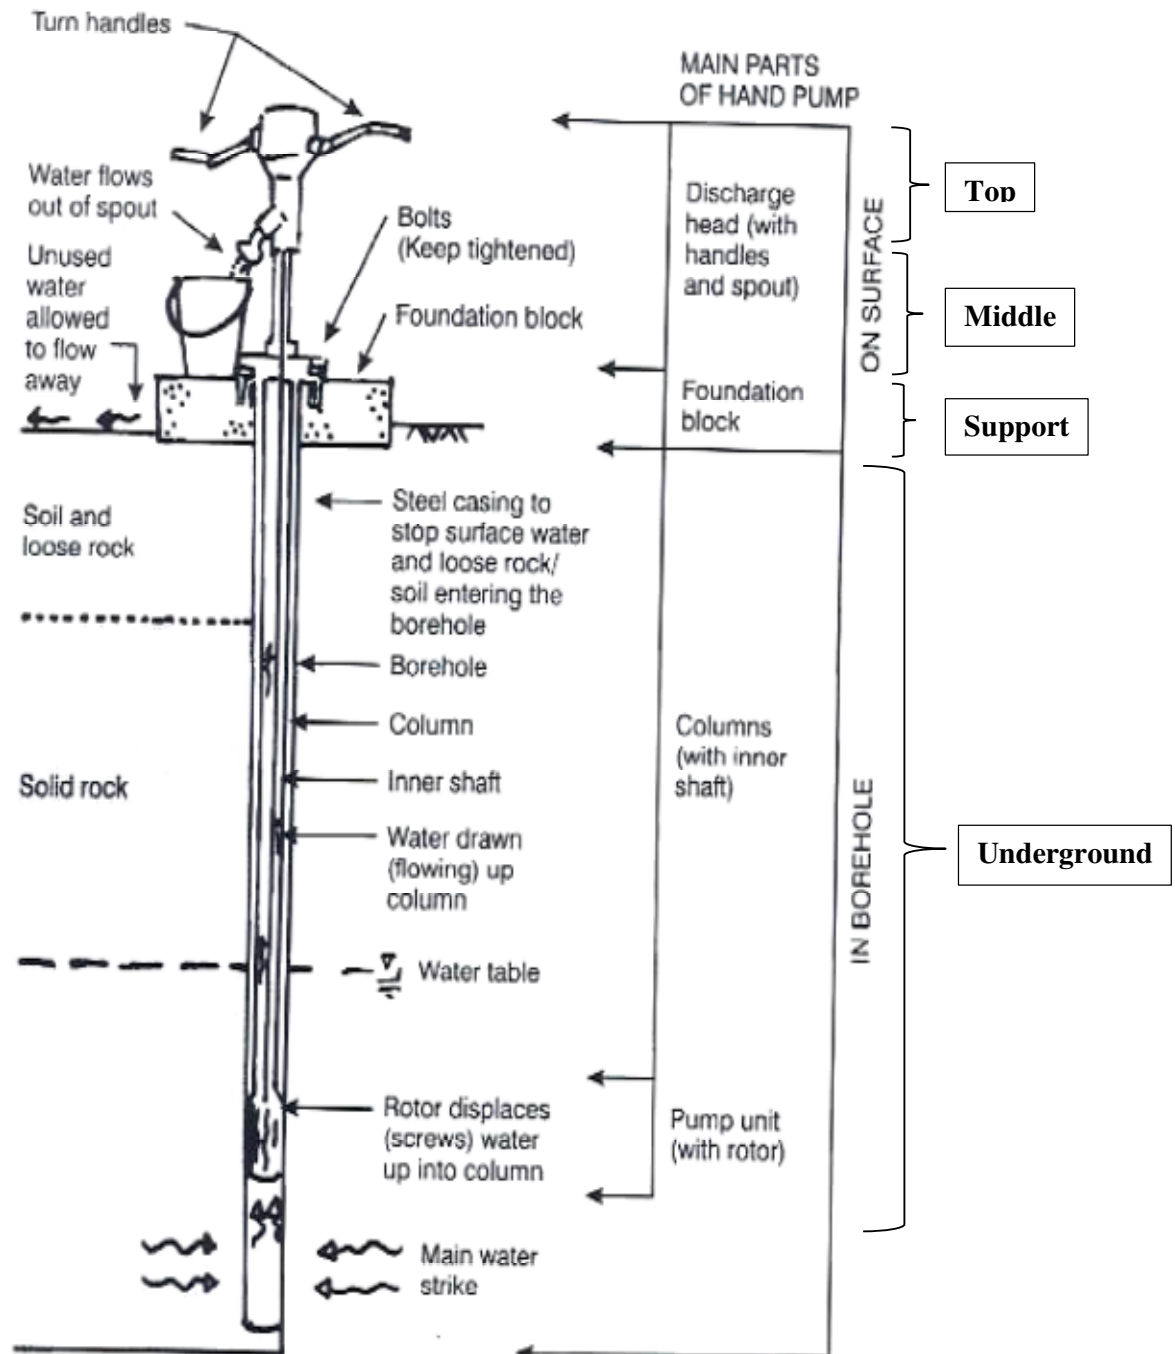 Turn handles
MAIN PARTS
OF HAND PUMP
Water flows
out of spout
Unused
water
allowed
to flow
away
Bolts
(Keep tightened)
Foundation block
Discharge
head (with
handles
and spout)
Foundation
block
ON SURFACE
Top
Middle
Support
Soil and
loose rock
Steel casing to
stop surface water
and loose rock/
soil entering the
borehole
Borehole
Column
Inner shaft
Solid rock
Water drawn
(flowing) up
column
Columns
(with innor
shaft)
IN BOREHOLE
Underground
Water table
Rotor displaces
(screws) water
up into column
Pump unit
(with rotor)
Main water
strike